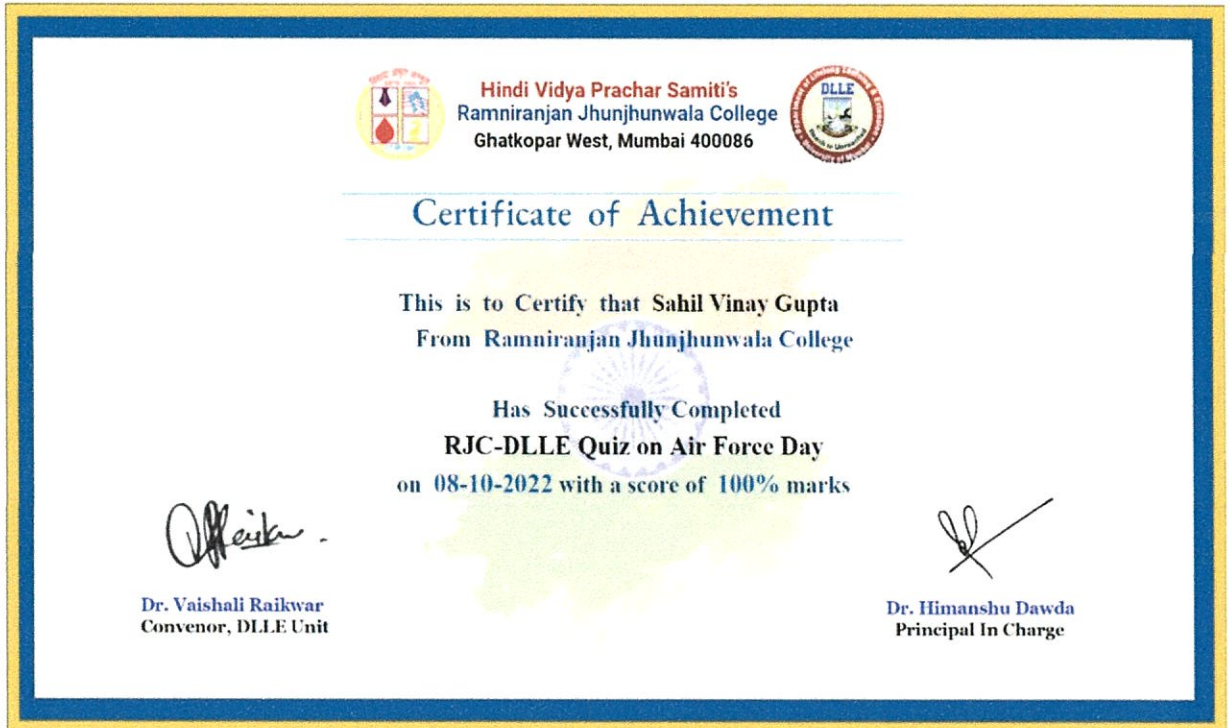 Hindi Vidya Prachar Samiti's
Ramniranjan Jhunjhunwala College
Ghatkopar West, Mumbai 400086
DLLE
Certificate of Achievement
This is to Certify that Sahil Vinay Gupta
From Ramniranjan Jhunjhunwala College
Has Successfully Completed
RJC-DLLE Quiz on Air Force Day
on 08-10-2022 with a score of 100% marks
Dr. Vaishali Raikwar
Convenor, DLLE Unit
Dr. Himanshu Dawda
Principal In Charge